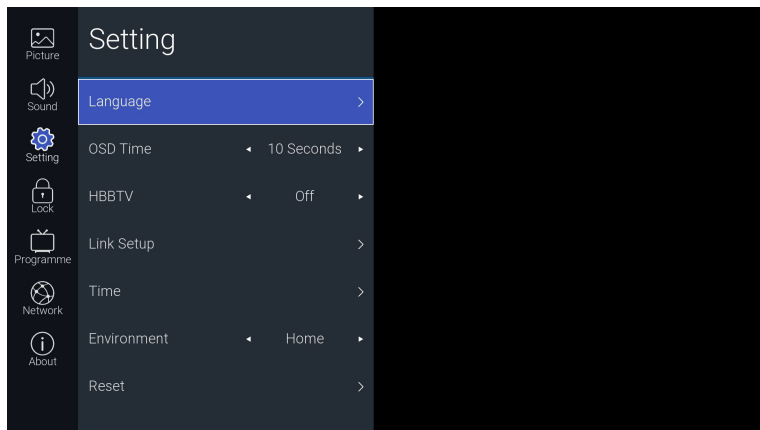 Picture
Sound
Setting
Lock
Programme
Network
About
Setting
Language
OSD Time 10 Seconds
HBBTV Off
Link Setup
Time
Environment Home
Reset